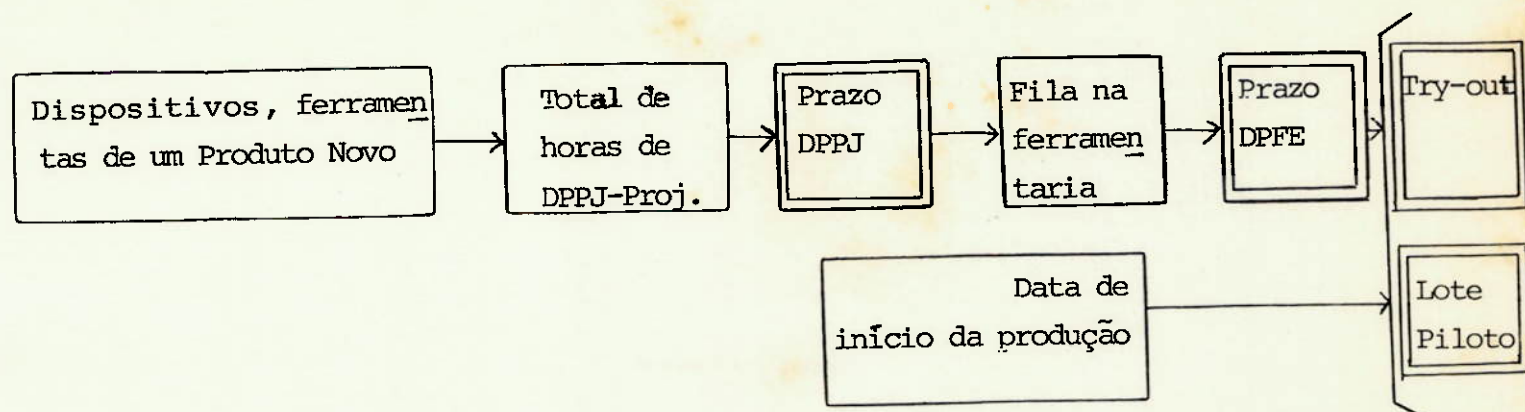 Dispositivos, ferramen
tas de um Produto Novo
Total de
horas de
DPPJ-Proj.
Prazo
DPPJ
Fila na
ferramen
taria
Prazo
DPFE
Try-out
Data de
início da produção
Lote
Piloto